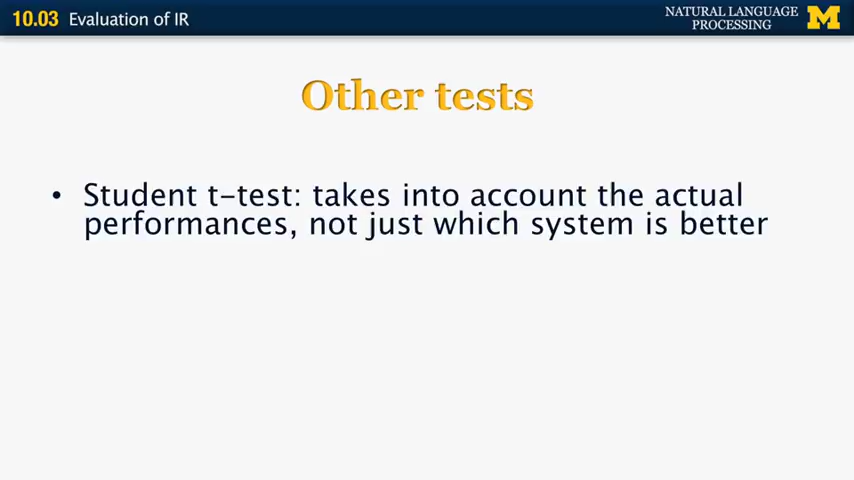 10.03 Evaluation of IR
NATURAL LANGUAGE
PROCESSING
M
Other tests
• Student t-test: takes into account the actual
performances, not just which system is better